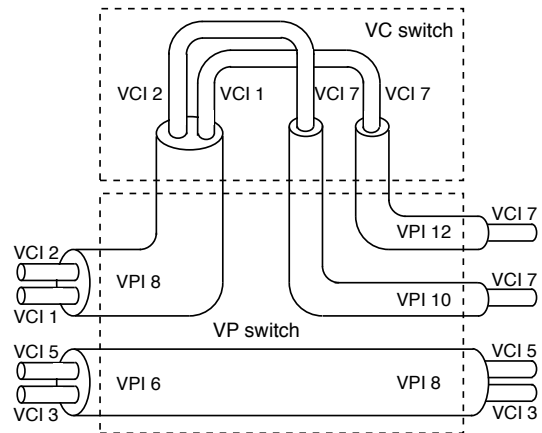 VC switch
VCI 2
VCI 1
VCI 7
VCI 7
VCI 7
VPI 12
VCI 2
VCI 7
VPI 8
VCI 1
VPI 10
VP switch
VCI 5
VCI 5
VPI 6
VPI 8
VCI 3
VCI 3